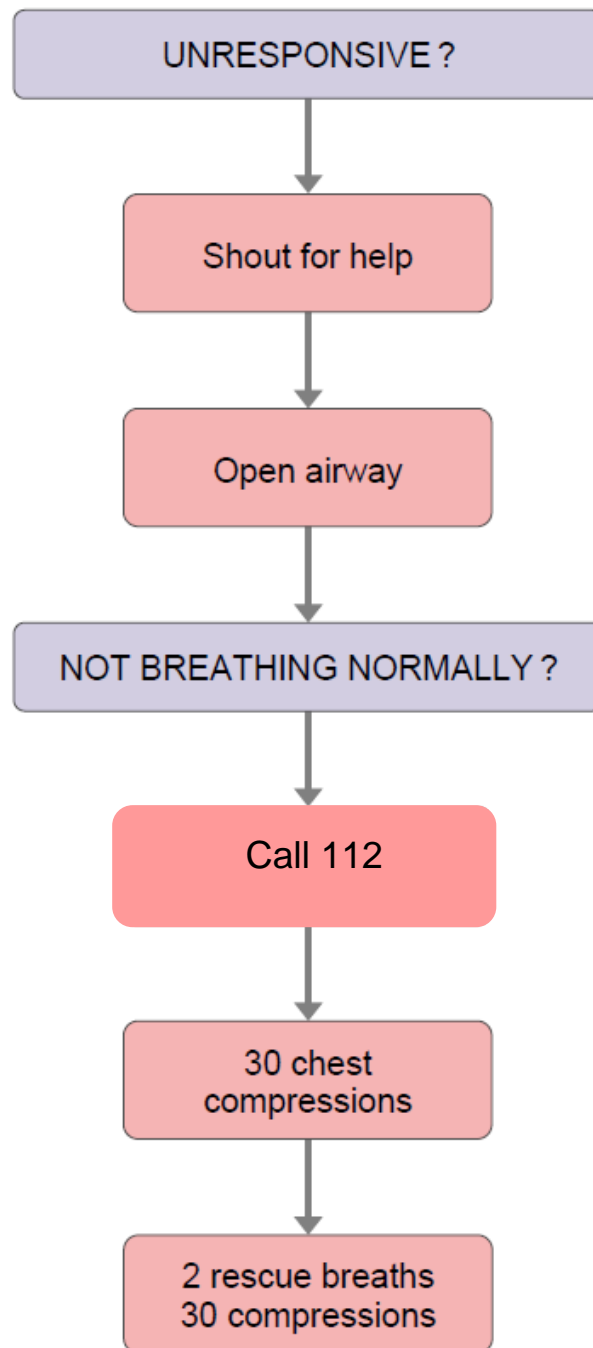 UNRESPONSIVE ?
Shout for help
Open airway
NOT BREATHING NORMALLY ?
Call 112
30 chest
compressions
2 rescue breaths
30 compressions